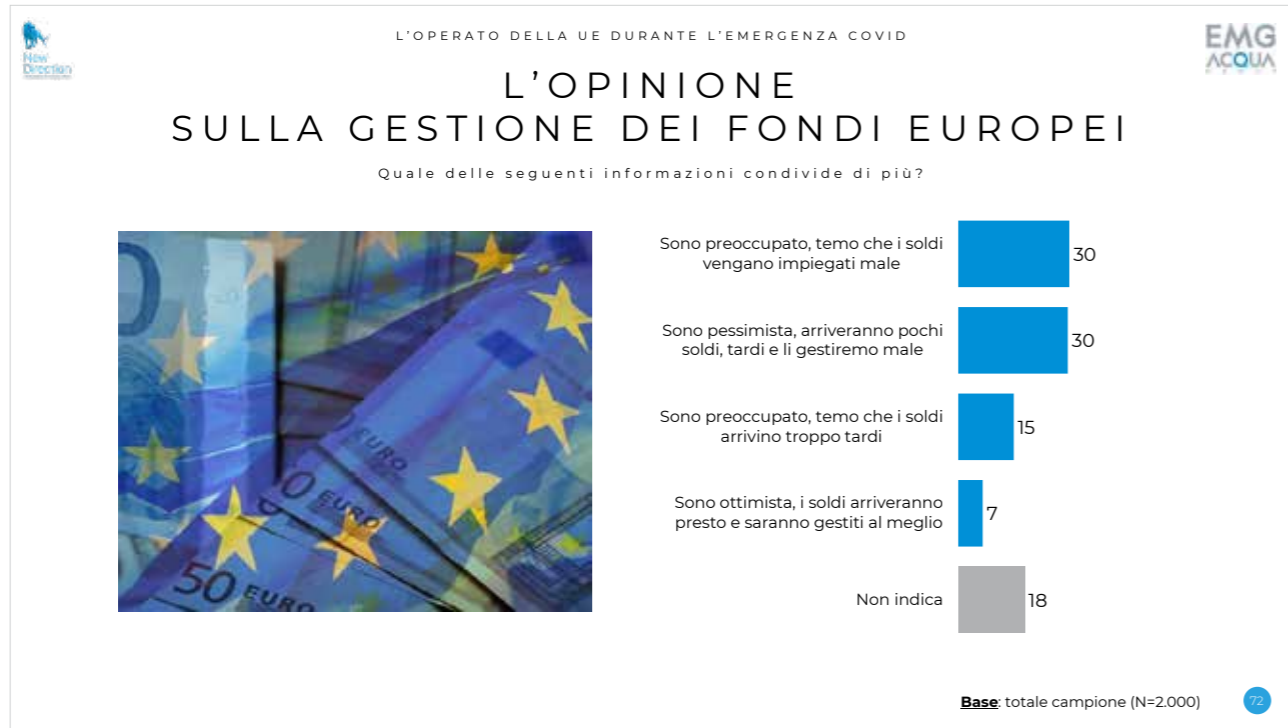 New
Direction
L'OPERATO DELLA UE DURANTE L'EMERGENZA COVID
EMG
ACQUA
L'OPINIONE
SULLA GESTIONE DEI FONDI EUROPEI
Quale delle seguenti informazioni condivide di più?
0 EURO
0 EURO
50 EURO
Sono preoccupato, temo che i soldi
vengano impiegati male
30
Sono pessimista, arriveranno pochi
soldi, tardi e li gestiremo male
30
Sono preoccupato, temo che i soldi
arrivino troppo tardi
15
Sono ottimista, i soldi arriveranno
presto e saranno gestiti al meglio
7
Non indica
18
Base: totale campione (N=2.000)
72